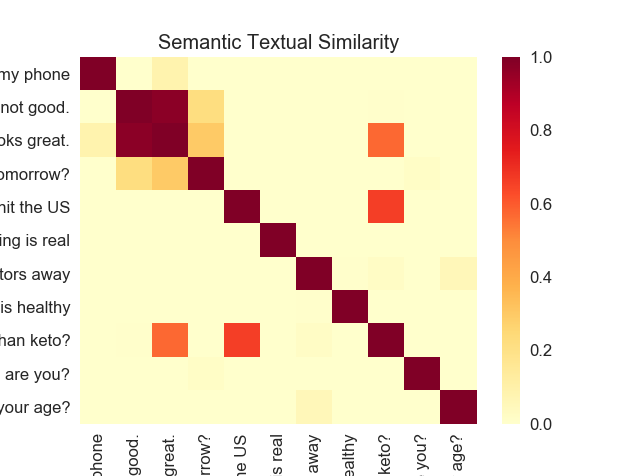 Semantic Textual Similarity
my phone
not good.
oks great.
omorrow?
hit the US
ing is real
tors away
is healthy
han keto?
are you?
your age?
1.0
0.8
0.6
0.4
0.2
0.0
phone
good.
great.
rrow?
he US
s real
away
ealthy
keto?
you?
age?